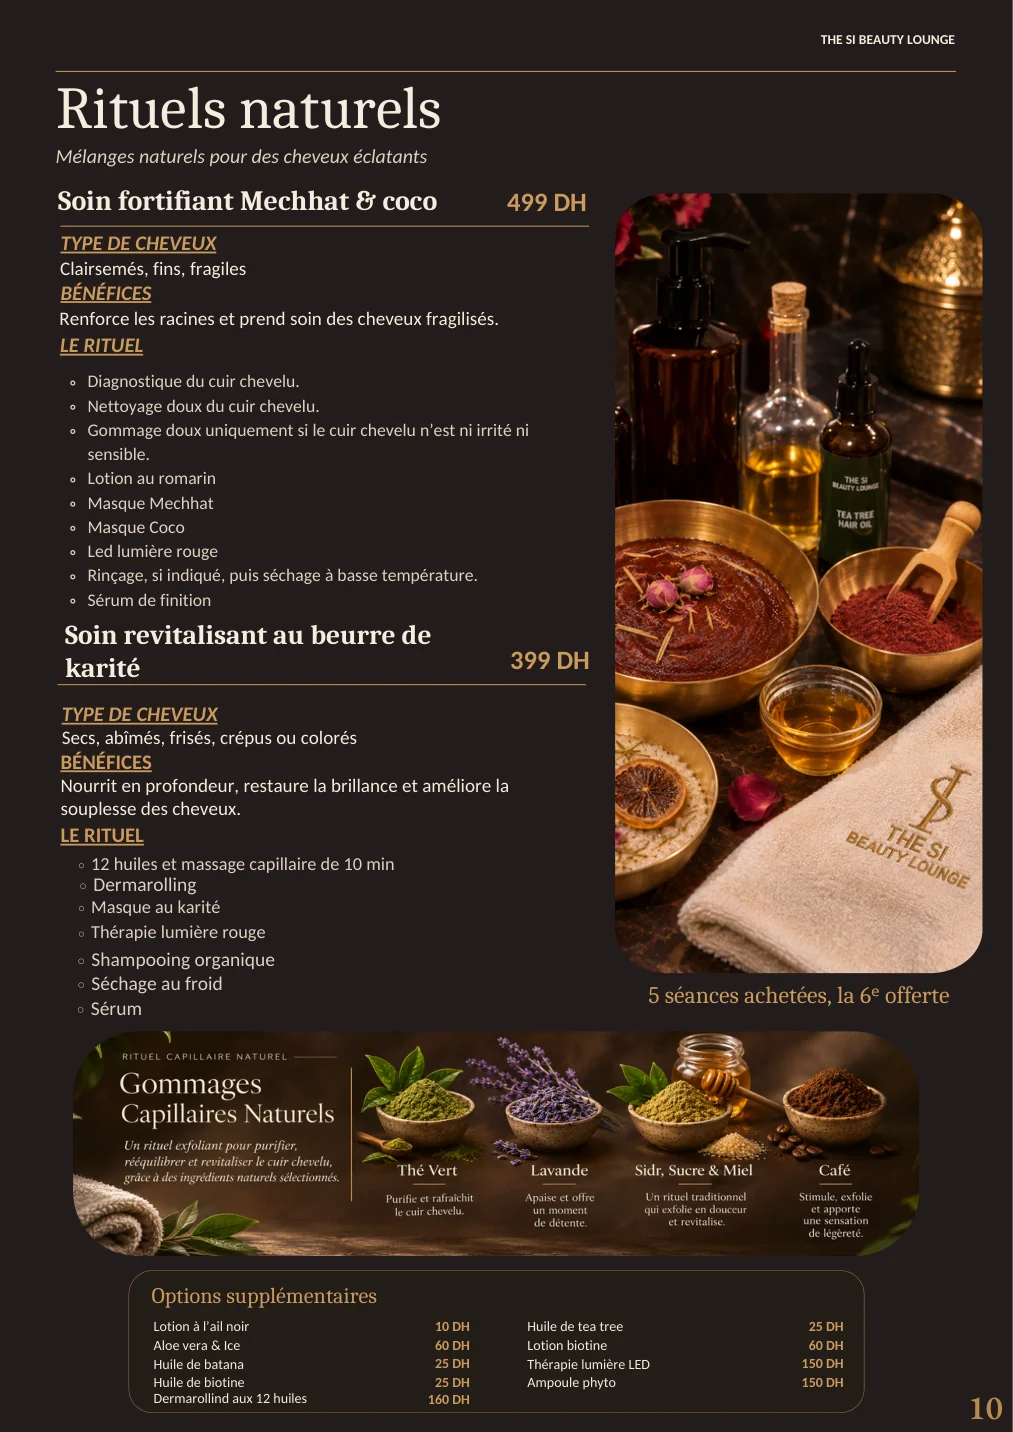 THE SI BEAUTY LOUNGE
Rituels naturels
Mélanges naturels pour des cheveux éclatants
Soin fortifiant Mechhat & coco 499 DH
TYPE DE CHEVEUX
Clairsemés, fins, fragiles
BÉNÉFICES
Renforce les racines et prend soin des cheveux fragilisés.
LE RITUEL
Diagnostique du cuir chevelu.
Nettoyage doux du cuir chevelu.
Gommage doux uniquement si le cuir chevelu n’est ni irrité ni
sensible.
Lotion au romarin
Masque Mechhat
Masque Coco
Led lumière rouge
Rinçage, si indiqué, puis séchage à basse température.
Sérum de finition
Soin revitalisant au beurre de
karité 399 DH
TYPE DE CHEVEUX
Secs, abîmés, frisés, crépus ou colorés
BÉNÉFICES
Nourrit en profondeur, restaure la brillance et améliore la
souplesse des cheveux.
LE RITUEL
12 huiles et massage capillaire de 10 min
Dermarolling
Masque au karité
Thérapie lumière rouge
Shampooing organique
Séchage au froid
Sérum
THE SI
BEAUTY LOUNGE
TEA TREE
HAIR OIL
THE SI
BEAUTY LOUNGE
5 séances achetées, la 6ᵉ offerte
RITUEL CAPILLAIRE NATUREL
Gommages
Capillaires Naturels
Un rituel exfoliant pour purifier,
rééquilibrer et revitaliser le cuir chevelu,
grâce à des ingrédients naturels sélectionnés.
Thé Vert
Purifie et rafraîchit
le cuir chevelu.
Lavande
Apaise et offre
un moment
de détente.
Sidr, Sucre & Miel
Un rituel traditionnel
qui exfolie en douceur
et revitalise.
Café
Stimule, exfolie
et apporte
une sensation
de légèreté.
Options supplémentaires
Lotion à l’ail noir 10 DH
Aloe vera & Ice 60 DH
Huile de batana 25 DH
Huile de biotine 25 DH
Dermarollind aux 12 huiles 160 DH
Huile de tea tree 25 DH
Lotion biotine 60 DH
Thérapie lumière LED 150 DH
Ampoule phyto 150 DH
10